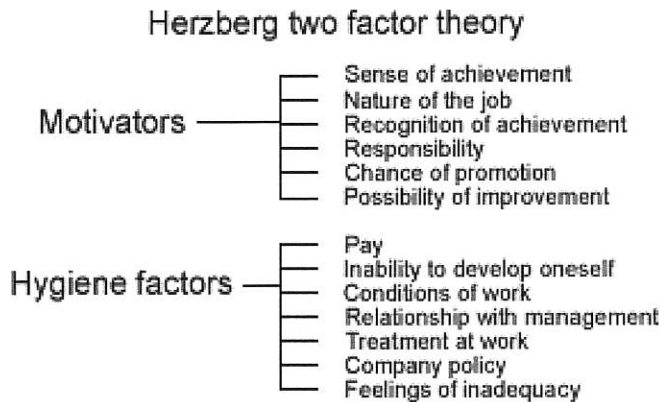 Herzberg two factor theory
Motivators
Sense of achievement
Nature of the job
Recognition of achievement
Responsibility
Chance of promotion
Possibility of improvement
Hygiene factors
Pay
Inability to develop oneself
Conditions of work
Relationship with management
Treatment at work
Company policy
Feelings of inadequacy